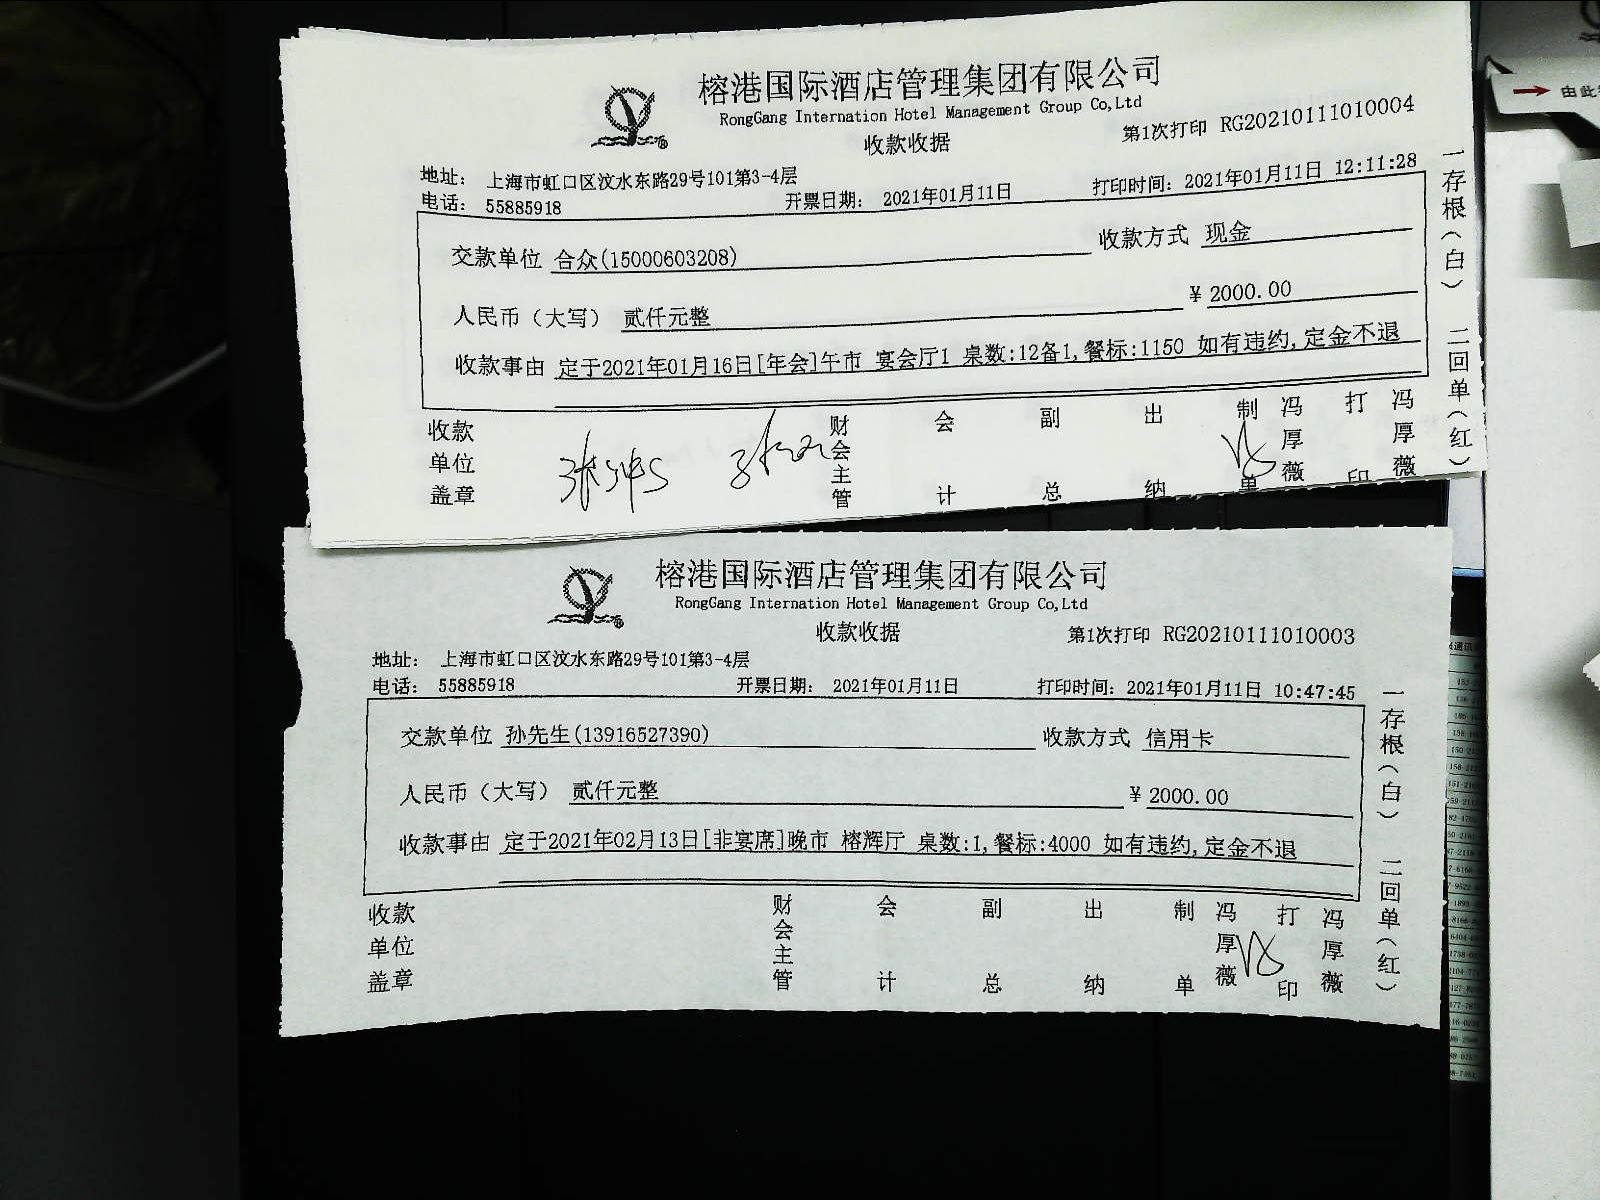 榕港国际酒店管理集团有限公司
RongGang Internation Hotel Management Group Co,Ltd
收款收据
第1次打印 RG20210111010004
地址： 上海市虹口区汶水东路29号101第3-4层
电话： 55885918
开票日期： 2021年01月11日
打印时间：2021年01月11日 12:11:28
交款单位 合众(15000603208)
收款方式 现金
人民币（大写） 贰仟元整
¥ 2000.00
收款事由 定于2021年01月16日[年会]午市 宴会厅1 桌数:12备1,餐标:1150 如有违约,定金不退
收款单位盖章
财会主管
会计
副总
出纳
制单 冯厚薇
打印 冯厚薇
一存根（白） 二回单（红）
榕港国际酒店管理集团有限公司
RongGang Internation Hotel Management Group Co,Ltd
收款收据
第1次打印 RG20210111010003
地址： 上海市虹口区汶水东路29号101第3-4层
电话： 55885918
开票日期： 2021年01月11日
打印时间：2021年01月11日 10:47:45
交款单位 孙先生(13916527390)
收款方式 信用卡
人民币（大写） 贰仟元整
¥ 2000.00
收款事由 定于2021年02月13日[非宴席]晚市 榕辉厅 桌数:1,餐标:4000 如有违约,定金不退
收款单位盖章
财会主管
会计
副总
出纳
制单 冯厚薇
打印 冯厚薇
一存根（白） 二回单（红）
由此